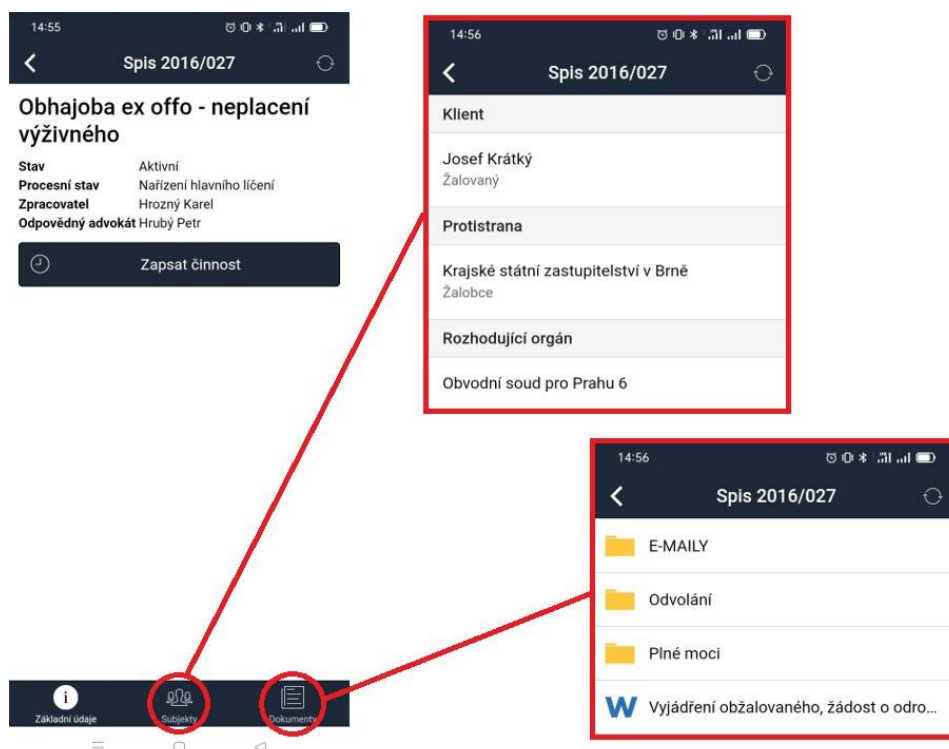 14:55
Spis 2016/027
Obhajoba ex offo - neplacení
výživného
Stav Aktivní
Procesní stav Nařízení hlavního líčení
Zpracovatel Hrozný Karel
Odpovědný advokát Hrubý Petr
Zapsat činnost
Základní údaje
Subjekty
Dokumenty
14:56
Spis 2016/027
Klient
Josef Krátký
Žalovaný
Protistrana
Krajské státní zastupitelství v Brně
Žalobce
Rozhodující orgán
Obvodní soud pro Prahu 6
14:56
Spis 2016/027
E-MAILY
Odvolání
Plné moci
W Vyjádření obžalovaného, žádost o odro...